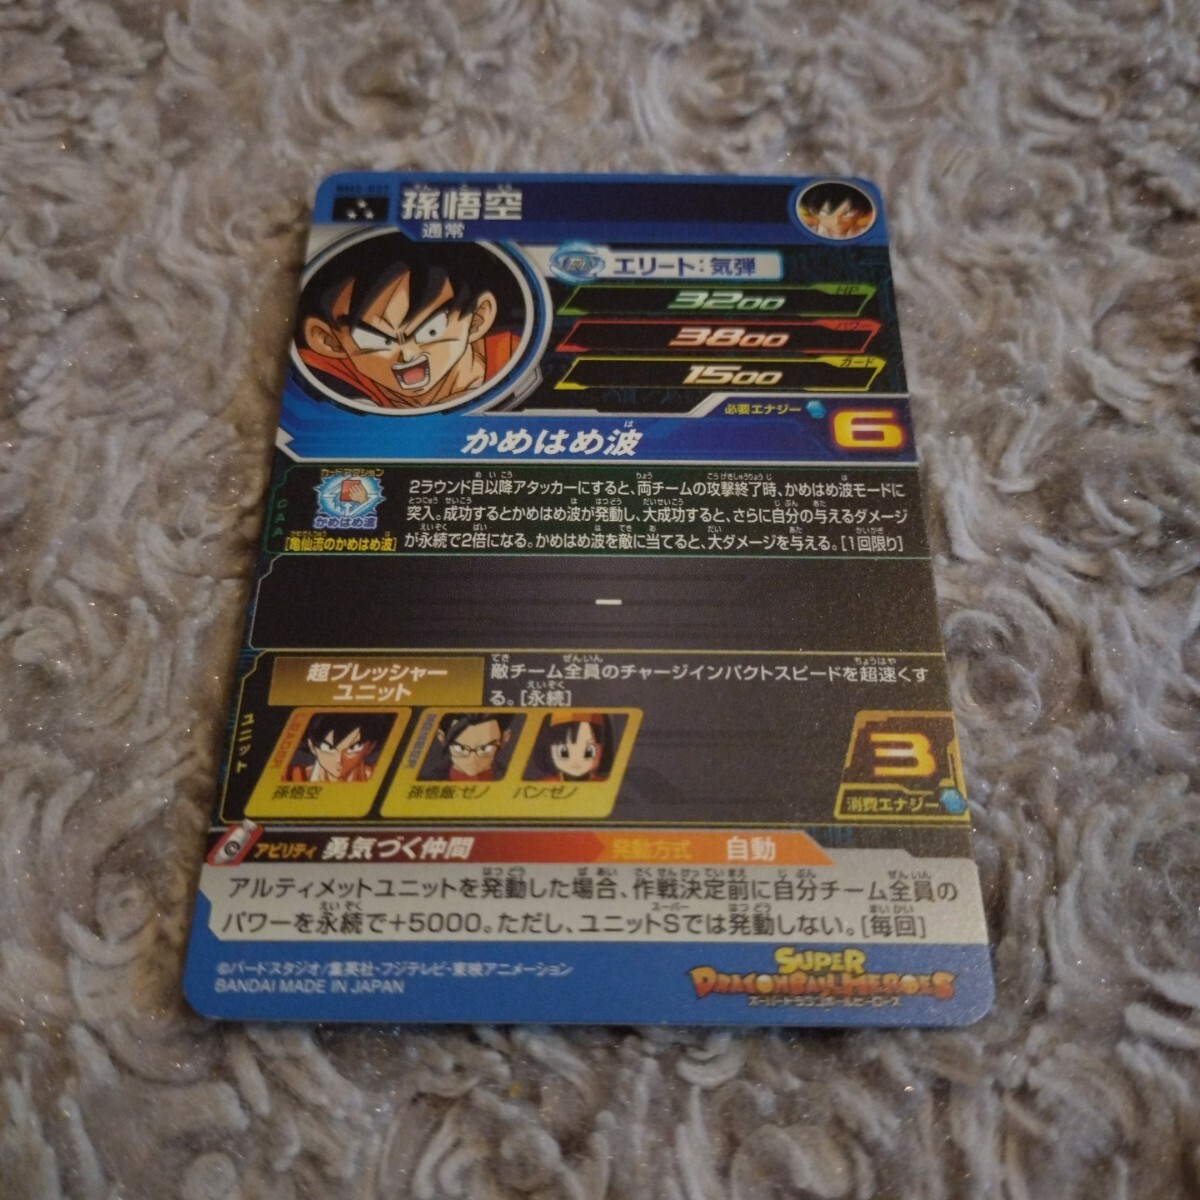 孫悟空
通常
エリート:気弾
HP
3200
パワー
3800
ガード
1500
必要エナジー
6
かめはめ波
カードアクション
かめはめ波
[亀仙流のかめはめ波]
CAA
2ラウンド目以降アタッカーにすると、両チームの攻撃終了時、かめはめ波モードに
突入。成功するとかめはめ波が発動し、大成功すると、さらに自分の与えるダメージ
が永続で2倍になる。かめはめ波を敵に当てると、大ダメージを与える。[1回限り]
ー
ユニット
超プレッシャー
ユニット
敵チーム全員のチャージインパクトスピードを超速くす
る。[永続]
孫悟空
孫悟飯:ゼノ
パン:ゼノ
3
消費エナジー
アビリティ 勇気づく仲間 発動方式 自動
アルティメットユニットを発動した場合、作戦決定前に自分チーム全員の
パワーを永続で+5000。ただし、ユニットSでは発動しない。[毎回]
©バードスタジオ/集英社・フジテレビ・東映アニメーション
BANDAI MADE IN JAPAN
SUPER
DRAGONBALL HEROES
スーパードラゴンボールヒーローズ